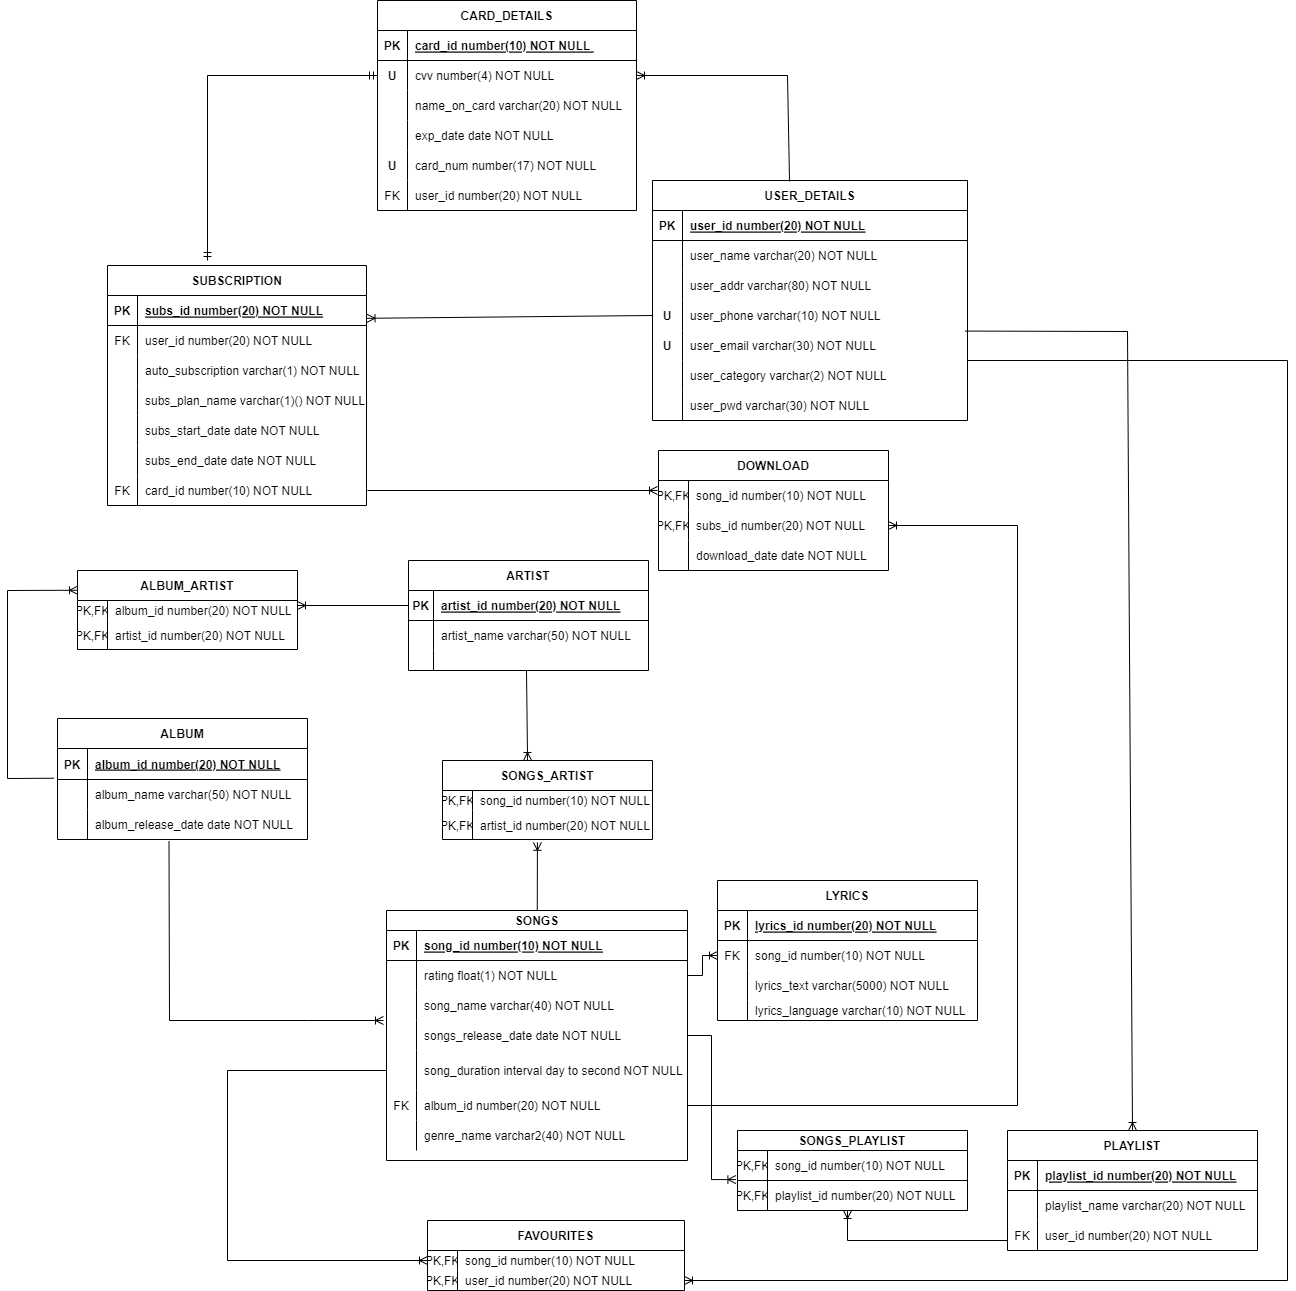 CARD_DETAILS
PK card_id number(10) NOT NULL
U cvv number(4) NOT NULL
name_on_card varchar(20) NOT NULL
exp_date date NOT NULL
U card_num number(17) NOT NULL
FK user_id number(20) NOT NULL
USER_DETAILS
PK user_id number(20) NOT NULL
user_name varchar(20) NOT NULL
user_addr varchar(80) NOT NULL
U user_phone varchar(10) NOT NULL
U user_email varchar(30) NOT NULL
user_category varchar(2) NOT NULL
user_pwd varchar(30) NOT NULL
SUBSCRIPTION
PK subs_id number(20) NOT NULL
FK user_id number(20) NOT NULL
auto_subscription varchar(1) NOT NULL
subs_plan_name varchar(1)() NOT NULL
subs_start_date date NOT NULL
subs_end_date date NOT NULL
FK card_id number(10) NOT NULL
DOWNLOAD
PK,FK song_id number(10) NOT NULL
PK,FK subs_id number(20) NOT NULL
download_date date NOT NULL
ALBUM_ARTIST
PK,FK album_id number(20) NOT NULL
PK,FK artist_id number(20) NOT NULL
ARTIST
PK artist_id number(20) NOT NULL
artist_name varchar(50) NOT NULL
ALBUM
PK album_id number(20) NOT NULL
album_name varchar(50) NOT NULL
album_release_date date NOT NULL
SONGS_ARTIST
PK,FK song_id number(10) NOT NULL
PK,FK artist_id number(20) NOT NULL
SONGS
PK song_id number(10) NOT NULL
rating float(1) NOT NULL
song_name varchar(40) NOT NULL
songs_release_date date NOT NULL
song_duration interval day to second NOT NULL
FK album_id number(20) NOT NULL
genre_name varchar2(40) NOT NULL
LYRICS
PK lyrics_id number(20) NOT NULL
FK song_id number(10) NOT NULL
lyrics_text varchar(5000) NOT NULL
lyrics_language varchar(10) NOT NULL
SONGS_PLAYLIST
PK,FK song_id number(10) NOT NULL
PK,FK playlist_id number(20) NOT NULL
PLAYLIST
PK playlist_id number(20) NOT NULL
playlist_name varchar(20) NOT NULL
FK user_id number(20) NOT NULL
FAVOURITES
PK,FK song_id number(10) NOT NULL
PK,FK user_id number(20) NOT NULL